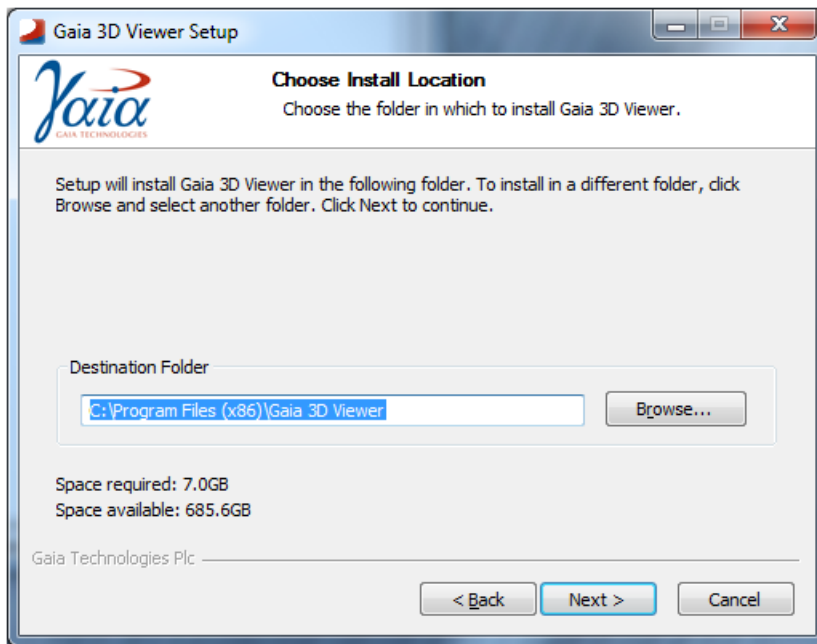 Gaia 3D Viewer Setup
Choose Install Location
Choose the folder in which to install Gaia 3D Viewer.
γαία
GAIA TECHNOLOGIES
Setup will install Gaia 3D Viewer in the following folder. To install in a different folder, click
Browse and select another folder. Click Next to continue.
Destination Folder
C:\Program Files (x86)\Gaia 3D Viewer
Browse...
Space required: 7.0GB
Space available: 685.6GB
Gaia Technologies Plc
< Back
Next >
Cancel